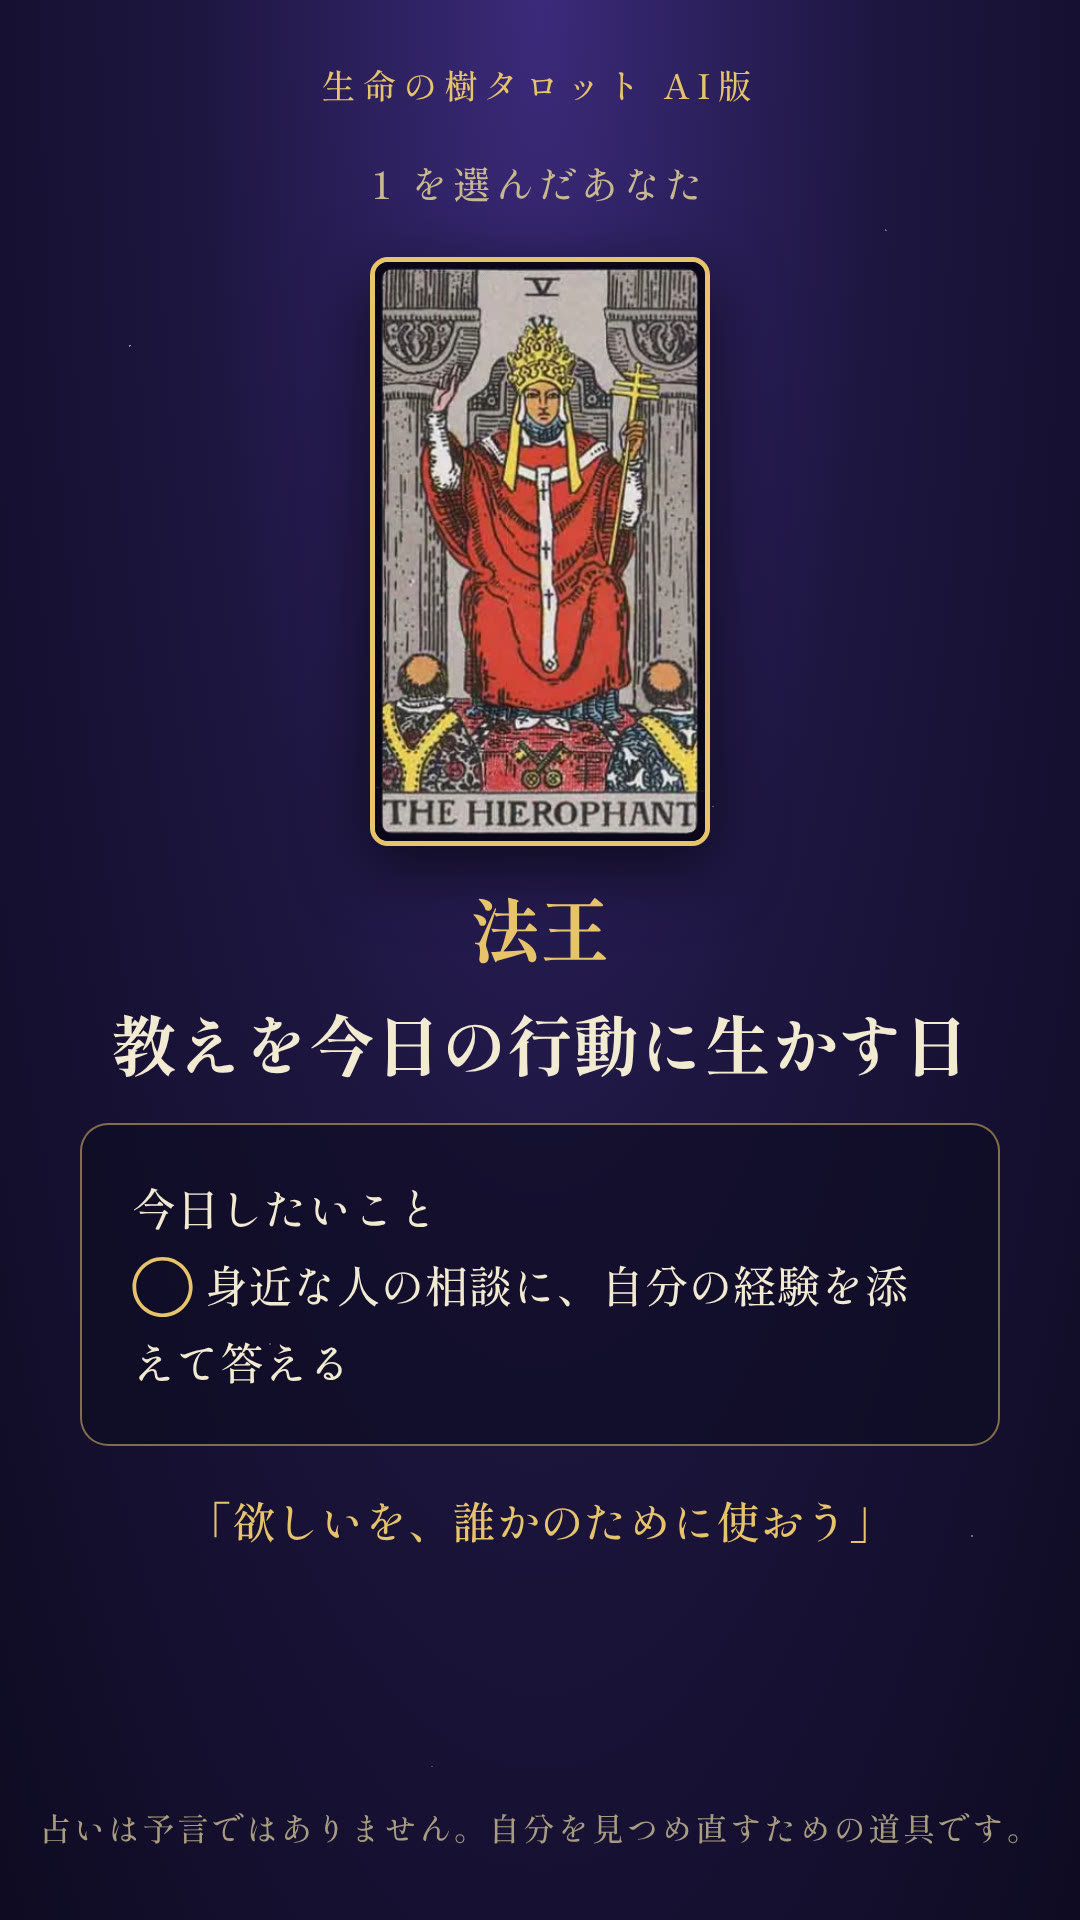 生命の樹タロット AI版
1 を選んだあなた
V
THE HIEROPHANT
法王
教えを今日の行動に生かす日
今日したいこと
◯ 身近な人の相談に、自分の経験を添
えて答える
「欲しいを、誰かのために使おう」
占いは予言ではありません。自分を見つめ直すための道具です。